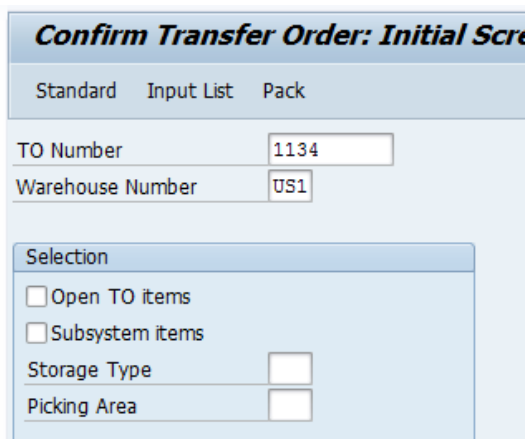 Confirm Transfer Order: Initial Scre
Standard Input List Pack
TO Number 1134
Warehouse Number US1
Selection
Open TO items
Subsystem items
Storage Type
Picking Area